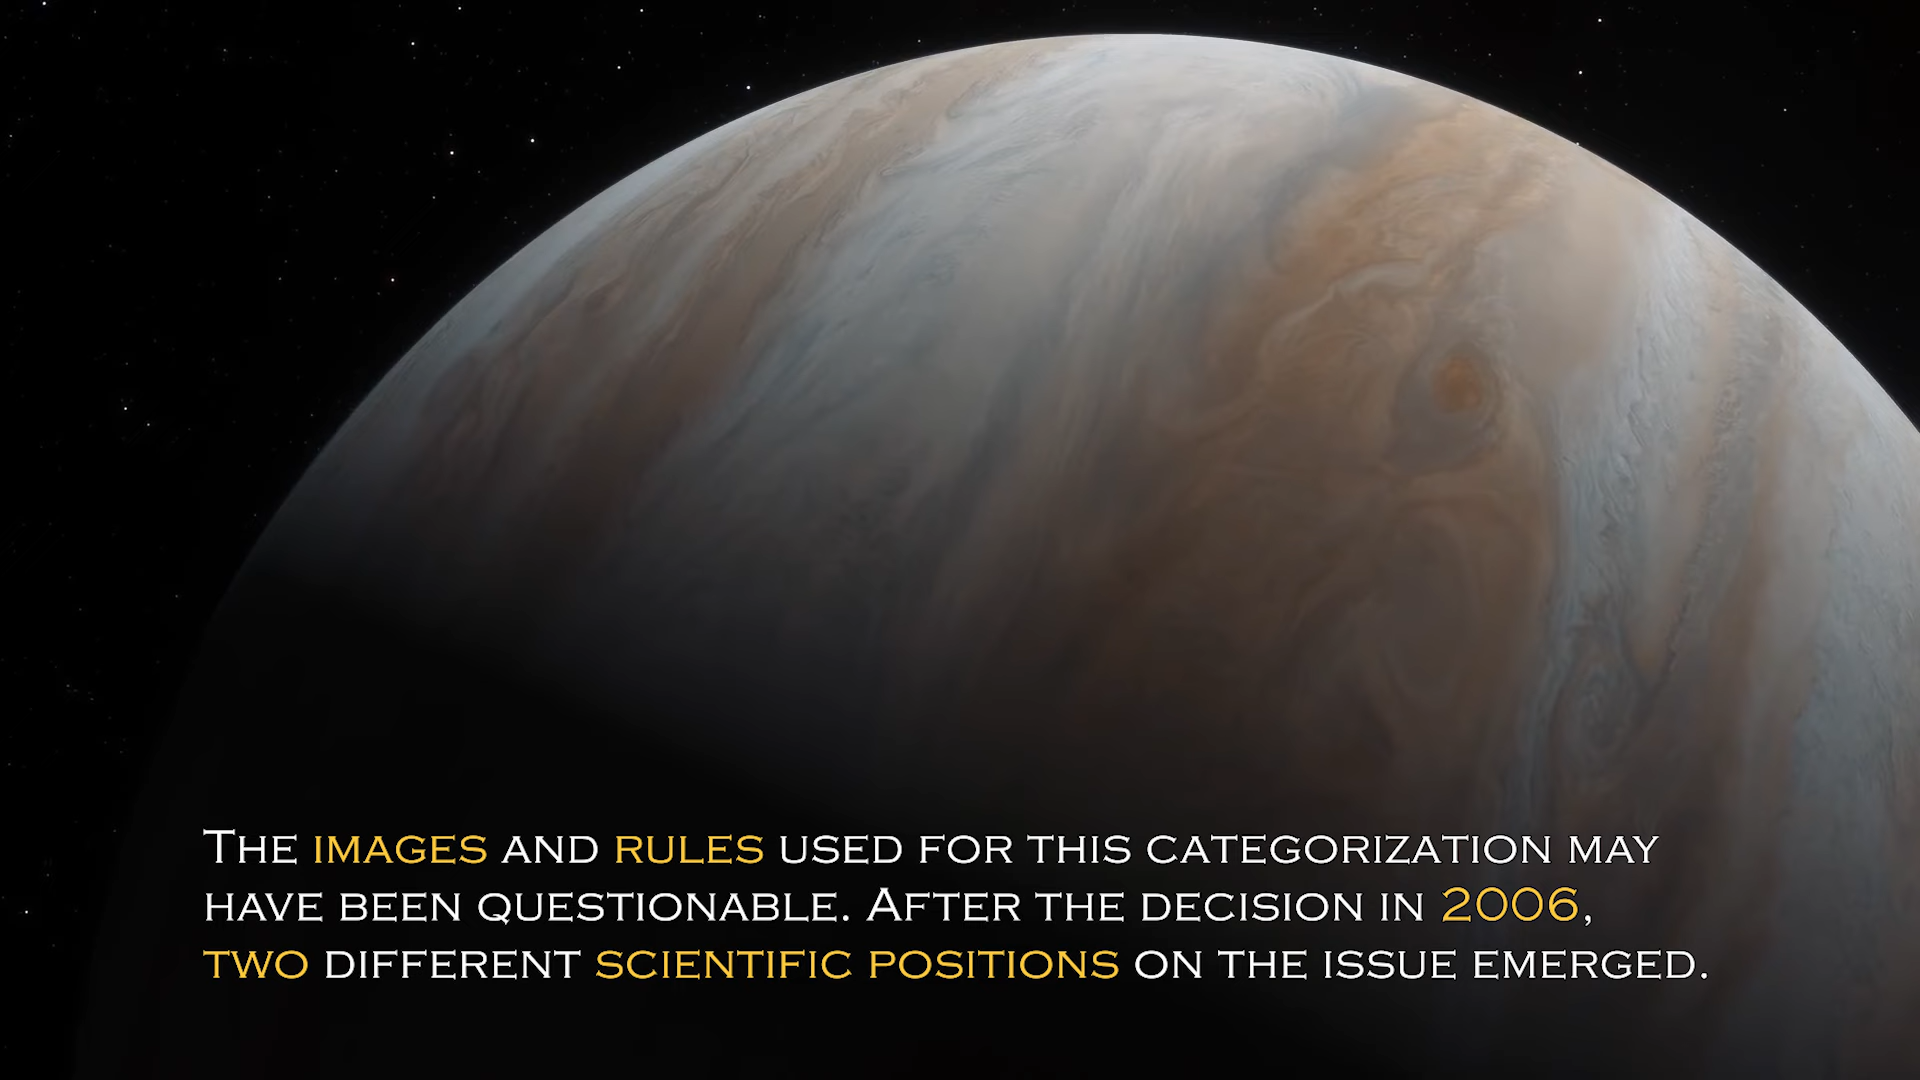 The images and rules used for this categorization may
have been questionable. After the decision in 2006,
two different scientific positions on the issue emerged.